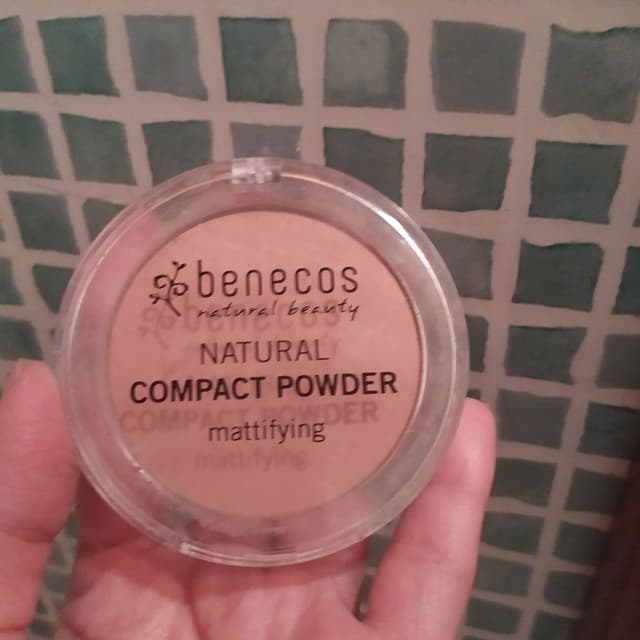 benecos
natural beauty
NATURAL
COMPACT POWDER
mattifying